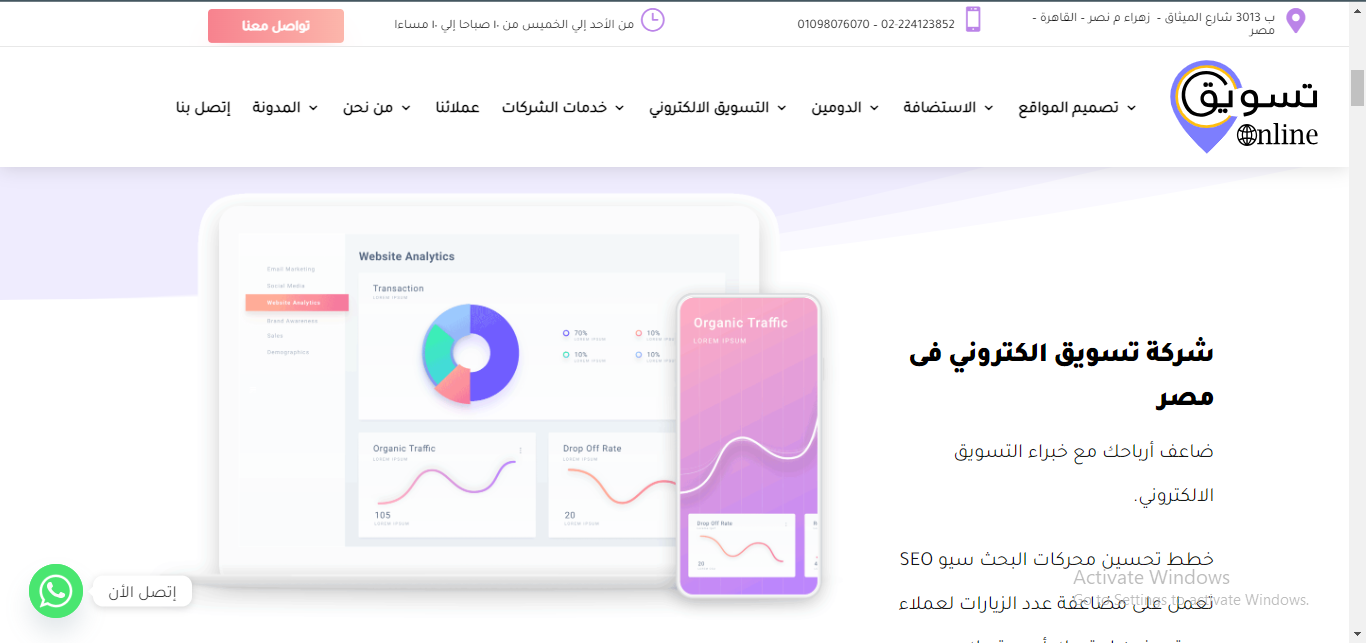 ب 3013 شارع الميثاق - زهراء م نصر - القاهرة -
مصر
02-224123852 - 01098076070
من الأحد إلي الخميس من ١٠ صباحا إلي ١٠ مساءا
تواصل معنا
تسويق
Online
تصميم المواقع
الاستضافة
الدومين
التسويق الالكتروني
خدمات الشركات
عملائنا
من نحن
المدونة
إتصل بنا
شركة تسويق الكتروني فى
مصر
ضاعف أرباحك مع خبراء التسويق
الالكتروني.
خطط تحسين محركات البحث سيو SEO
تعمل على مضاعفة عدد الزيارات لعملاء
Website Analytics
Email Marketing
Social Media
Website Analytics
Brand Awareness
Sales
Demographics
Transaction
LOREM IPSUM
70%
LOREM IPSUM
10%
LOREM IPSUM
10%
LOREM IPSUM
10%
LOREM IPSUM
Organic Traffic
LOREM IPSUM
105
LOREM IPSUM
Drop Off Rate
LOREM IPSUM
20
LOREM IPSUM
Organic Traffic
LOREM IPSUM
Drop Off Rate
20
إتصل الأن
Activate Windows
Go to Settings to activate Windows.